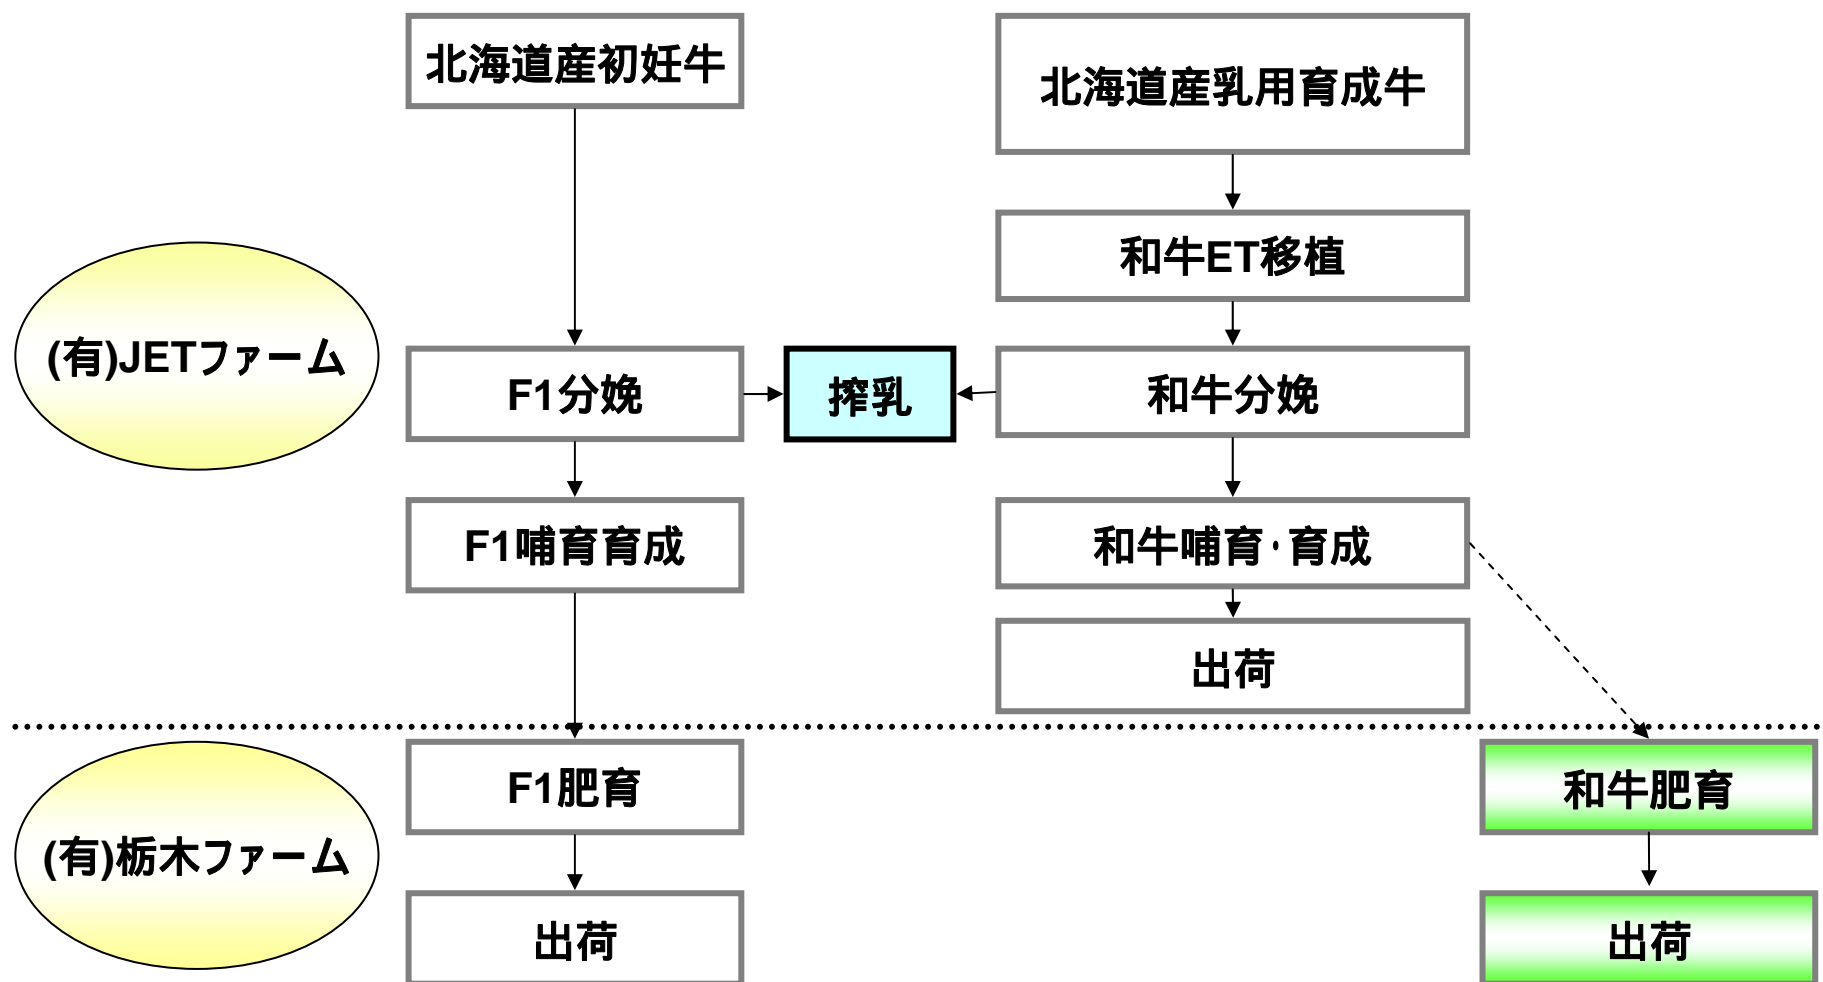 北海道産初妊牛
北海道産乳用育成牛
和牛ET移植
(有)JETファーム
F1分娩
搾乳
和牛分娩
F1哺育育成
和牛哺育・育成
出荷
(有)栃木ファーム
F1肥育
和牛肥育
出荷
出荷